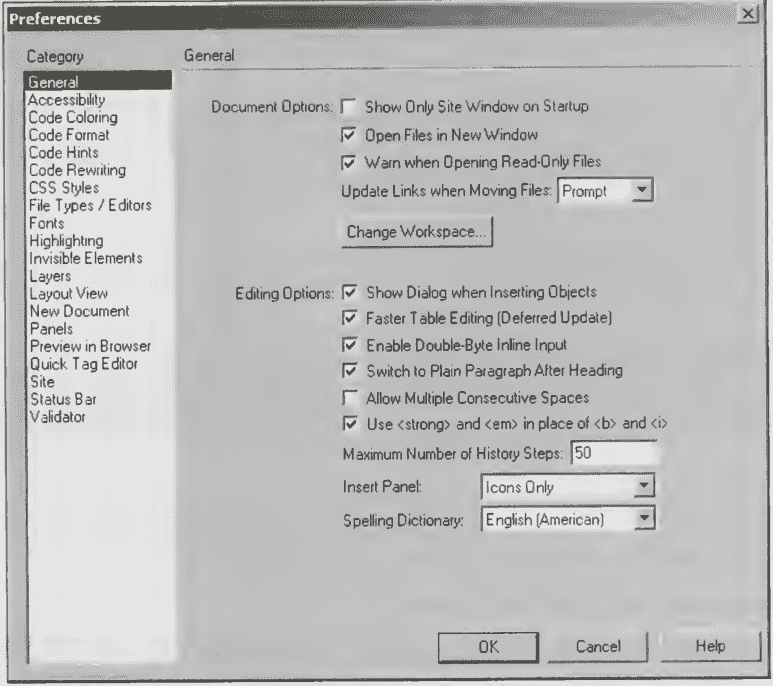 Preferences
Category
General
Accessibility
Code Coloring
Code Format
Code Hints
Code Rewriting
CSS Styles
File Types / Editors
Fonts
Highlighting
Invisible Elements
Layers
Layout View
New Document
Panels
Preview in Browser
Quick Tag Editor
Site
Status Bar
Validator
General
Document Options: Show Only Site Window on Startup
Open Files in New Window
Warn when Opening Read-Only Files
Update Links when Moving Files: Prompt
Change Workspace...
Editing Options: Show Dialog when Inserting Objects
Faster Table Editing (Deferred Update)
Enable Double-Byte Inline Input
Switch to Plain Paragraph After Heading
Allow Multiple Consecutive Spaces
Use <strong> and <em> in place of <b> and <i>
Maximum Number of History Steps: 50
Insert Panel: Icons Only
Spelling Dictionary: English (American)
OK Cancel Help